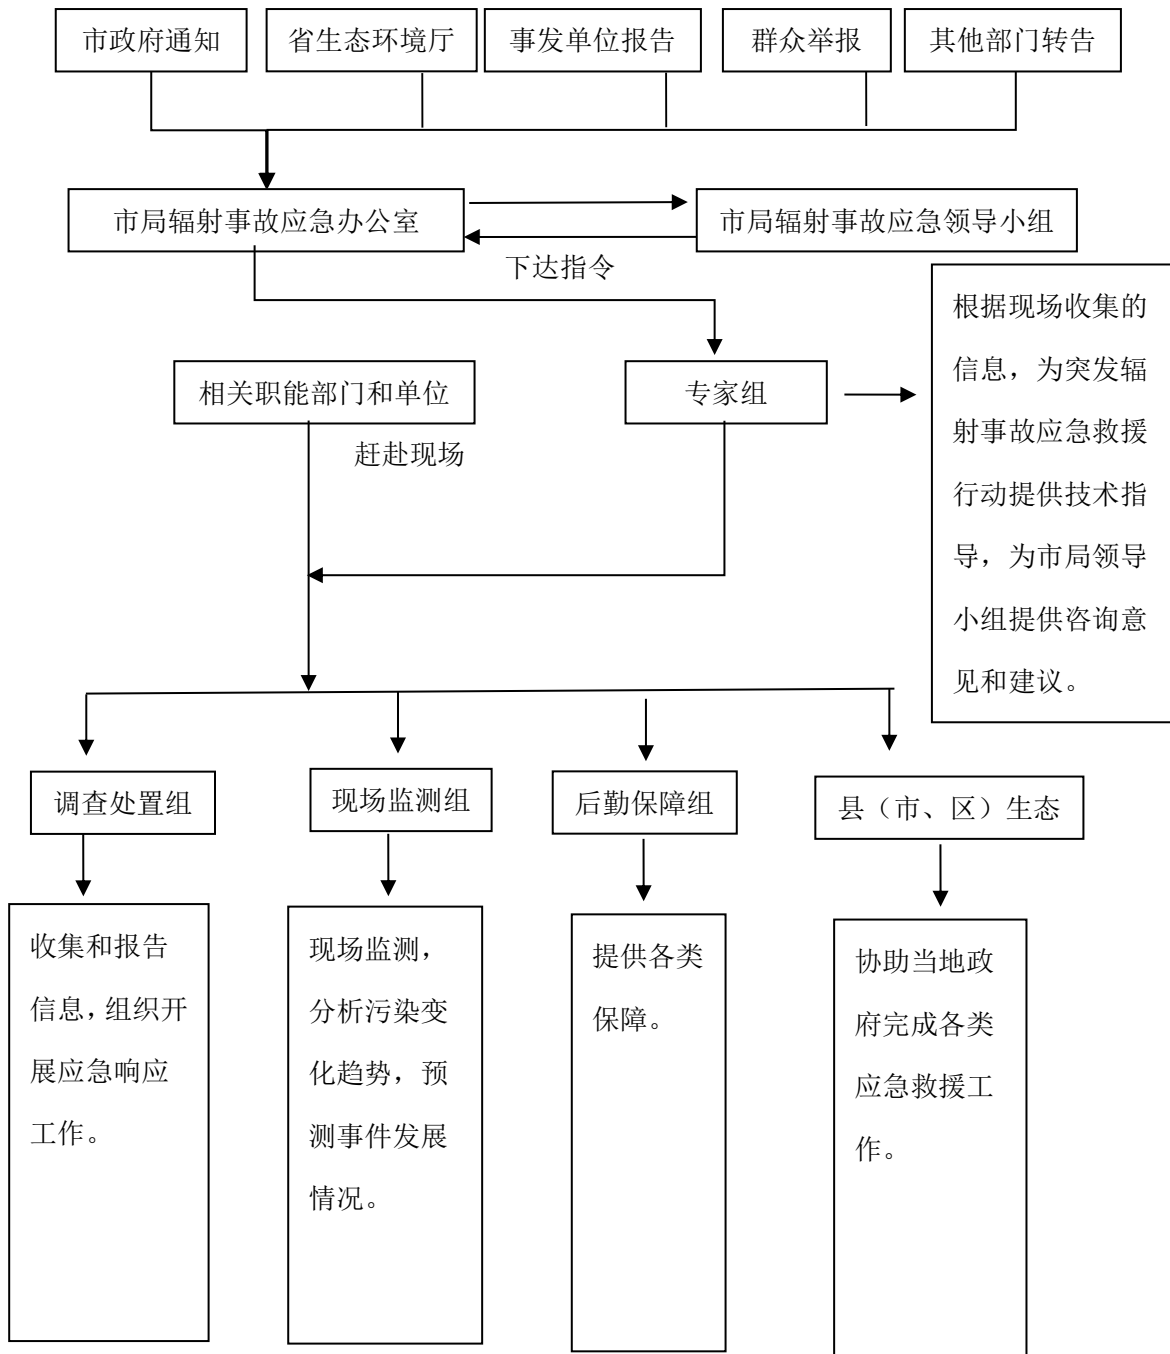 市政府通知
省生态环境厅
事发单位报告
群众举报
其他部门转告
市局辐射事故应急办公室
市局辐射事故应急领导小组
下达指令
根据现场收集的
信息，为突发辐
射事故应急救援
行动提供技术指
导，为市局领导
小组提供咨询意
见和建议。
相关职能部门和单位
专家组
赶赴现场
调查处置组
现场监测组
后勤保障组
县（市、区）生态
收集和报告
信息，组织开
展应急响应
工作。
现场监测，
分析污染变
化趋势，预
测事件发展
情况。
提供各类
保障。
协助当地政
府完成各类
应急救援工
作。